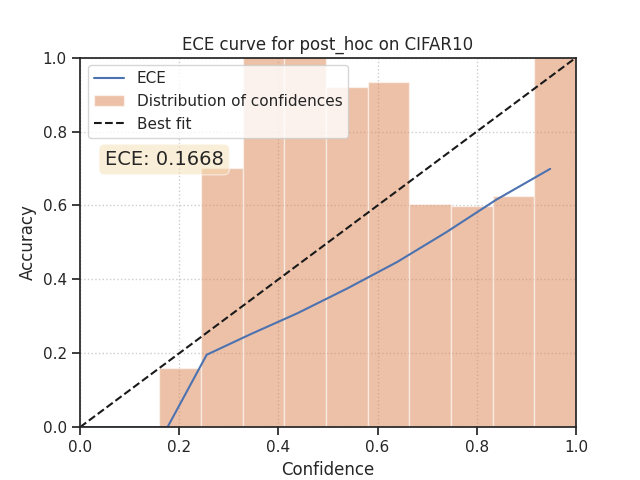 ECE curve for post_hoc on CIFAR10
1.0
0.8
0.6
0.4
0.2
0.0
Accuracy
ECE
Distribution of confidences
Best fit
ECE: 0.1668
0.0
0.2
0.4
0.6
0.8
1.0
Confidence